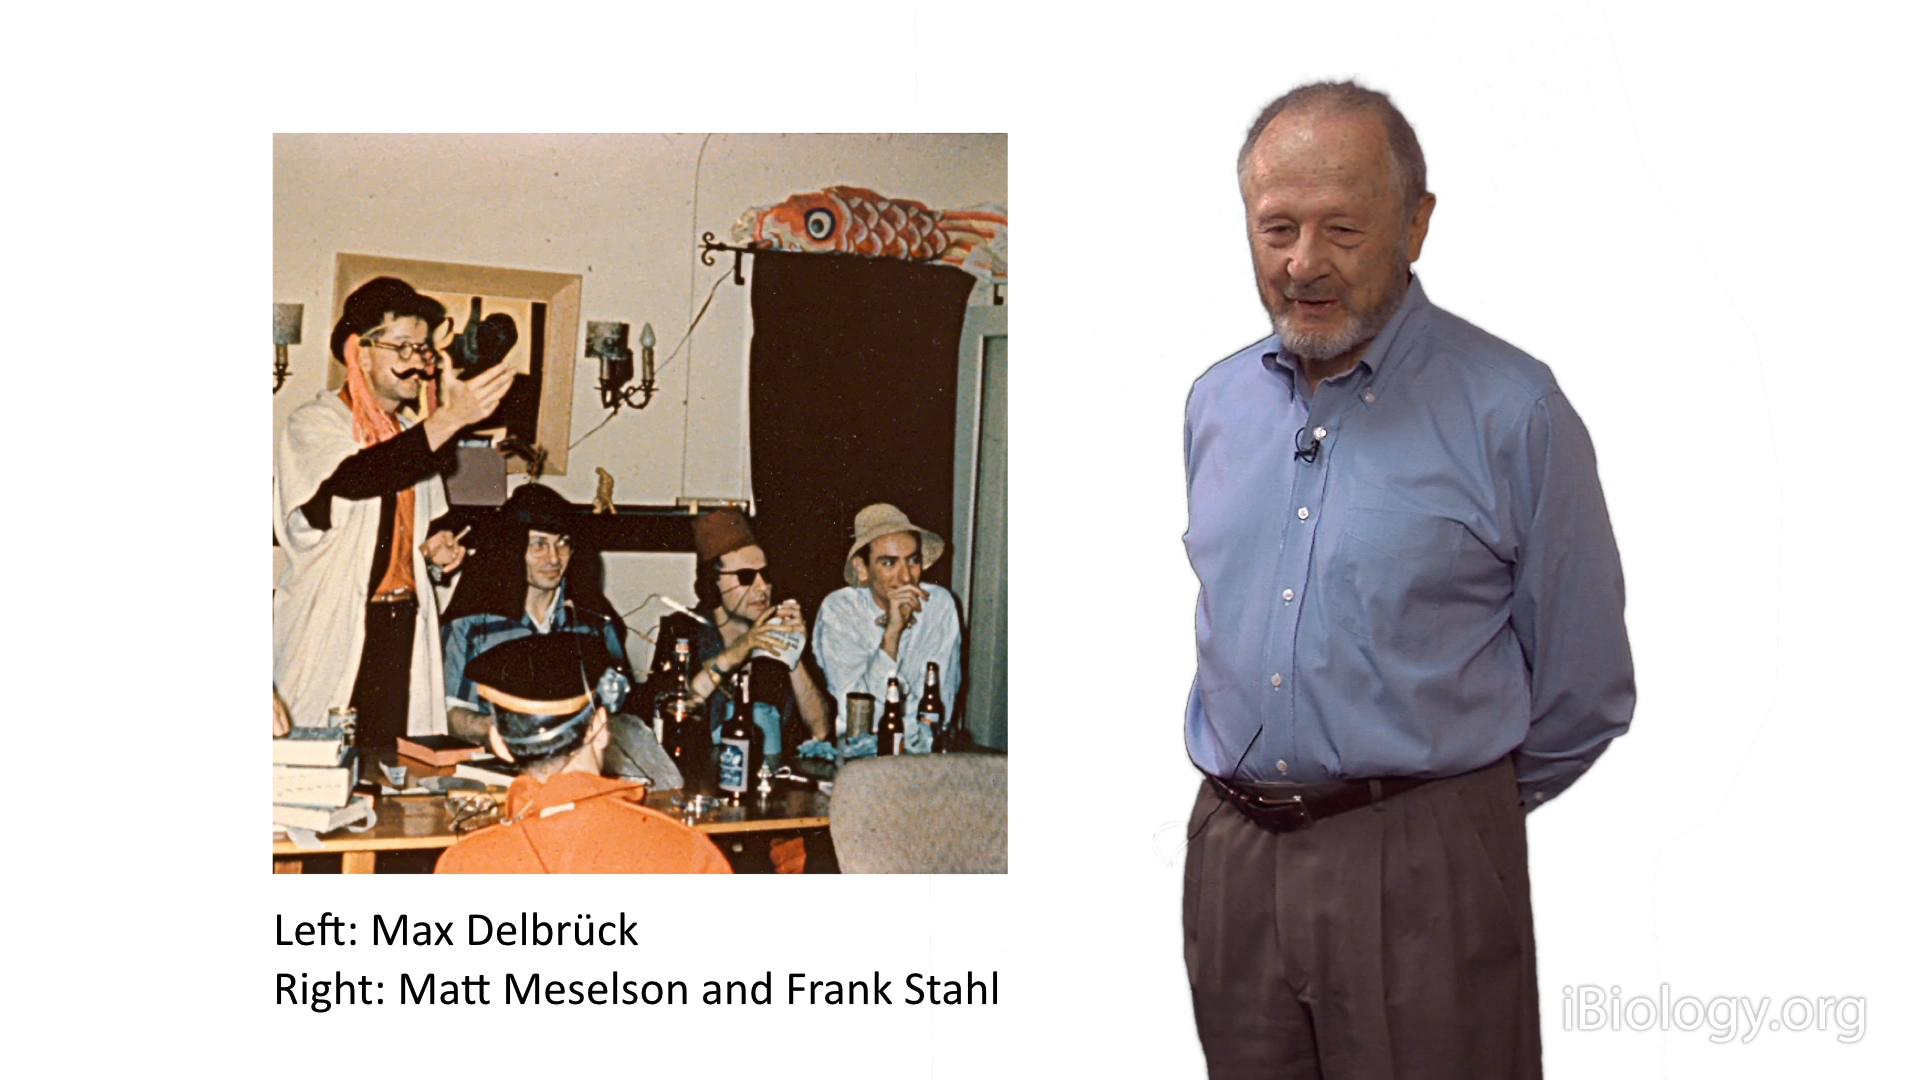 Left: Max Delbrück
Right: Matt Meselson and Frank Stahl
iBiology.org